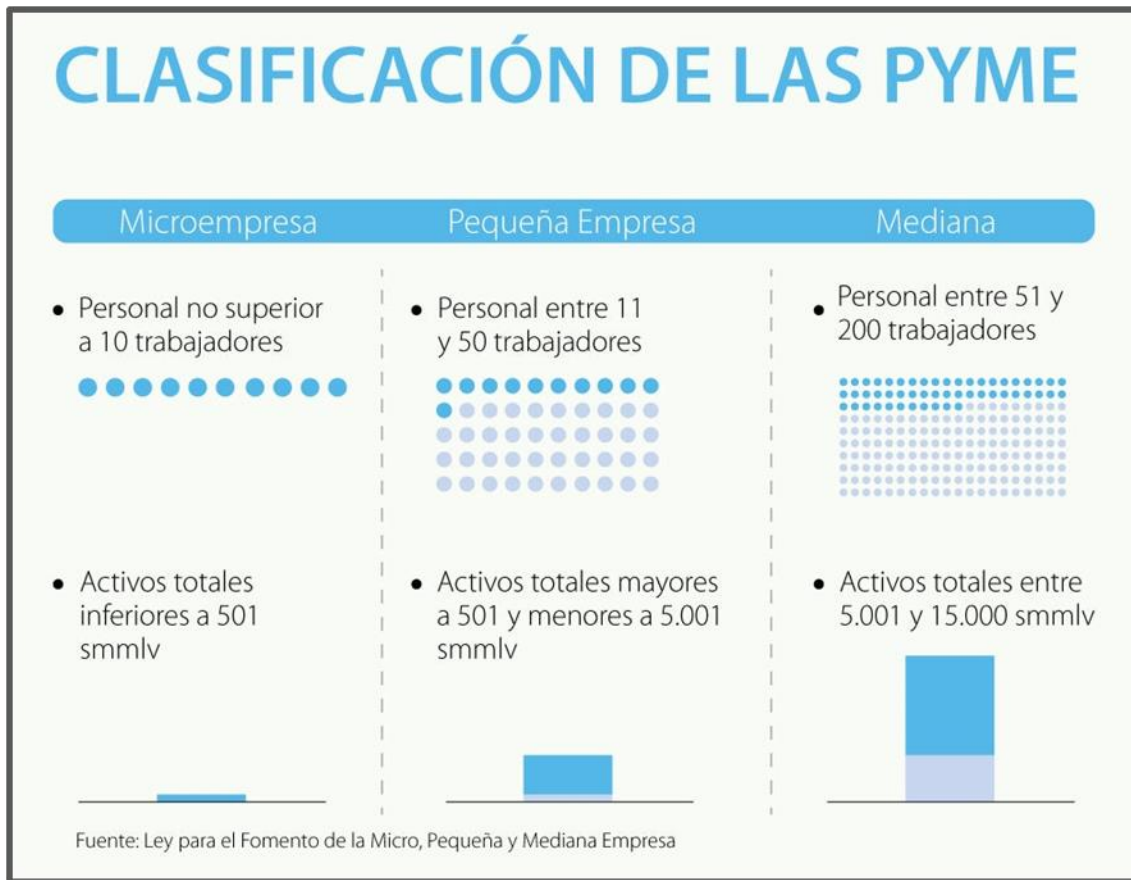 CLASIFICACIÓN DE LAS PYME
Microempresa
Pequeña Empresa
Mediana
• Personal no superior
a 10 trabajadores
• Personal entre 11
y 50 trabajadores
• Personal entre 51 y
200 trabajadores
• Activos totales
inferiores a 501
smmlv
• Activos totales mayores
a 501 y menores a 5.001
smmlv
• Activos totales entre
5.001 y 15.000 smmlv
Fuente: Ley para el Fomento de la Micro, Pequeña y Mediana Empresa